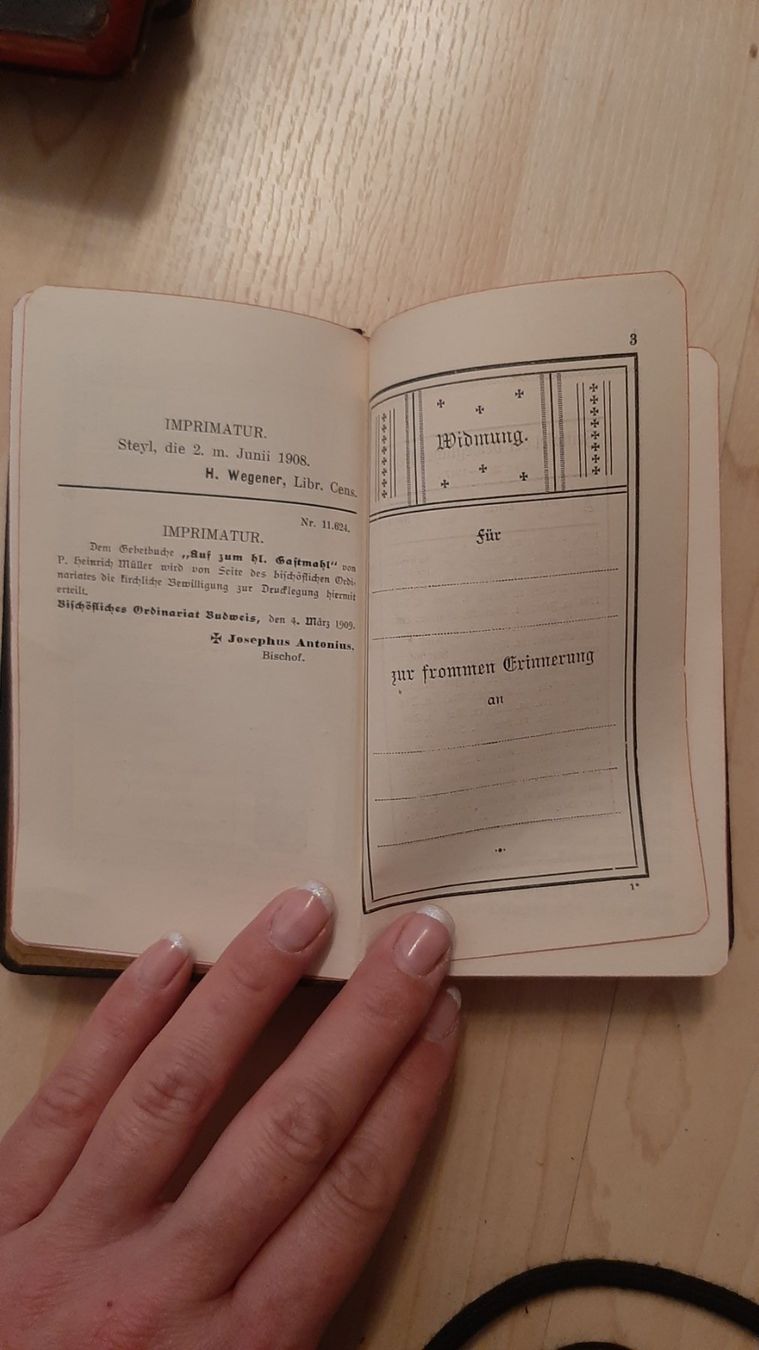 IMPRIMATUR.
Steyl, die 2. m. Junii 1908.
H. Wegener, Libr. Cens.
Nr. 11.624.
IMPRIMATUR.
Dem Gebetbuche „Auf zum hl. Gastmahl“ von
P. Heinrich Müller wird von Seite des bischöflichen Ordi-
nariates die kirchliche Bewilligung zur Drucklegung hiermit
erteilt.
Bischöfliches Ordinariat Budweis, den 4. März 1909.
✠ Josephus Antonius,
Bischof.
3
Widmung.
Für
zur frommen Erinnerung
an
1*